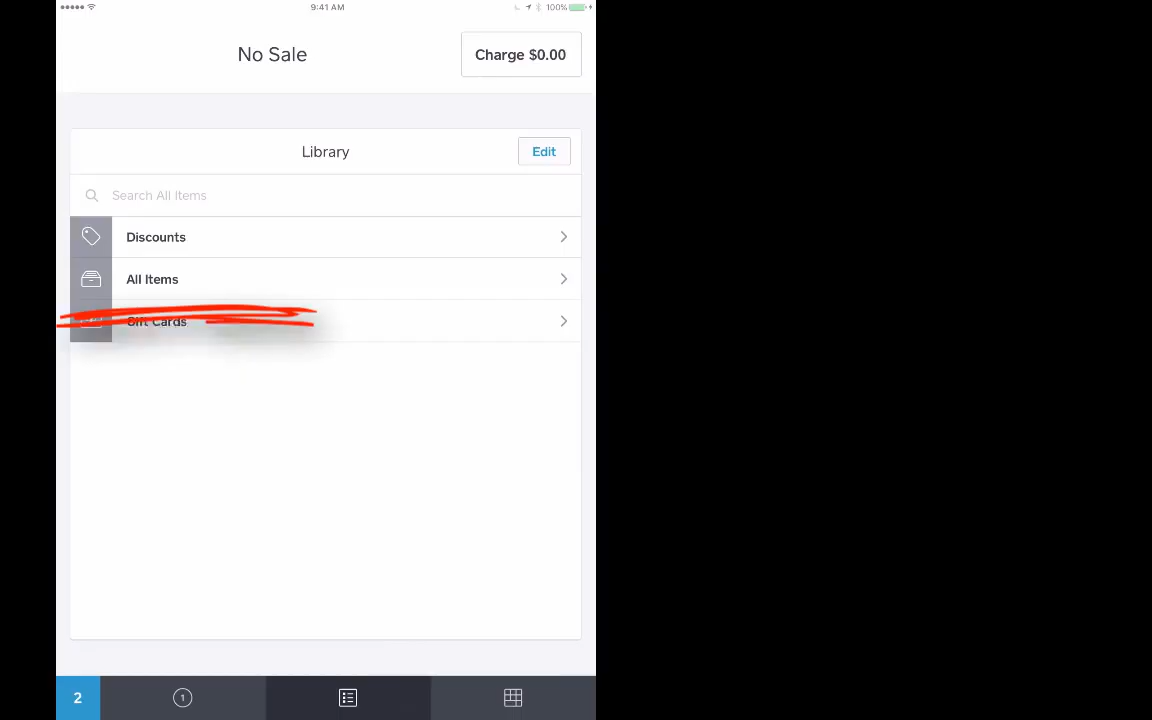 9:41 AM
100%
No Sale
Charge $0.00
Library
Edit
Search All Items
Discounts
All Items
Gift Cards
2
1